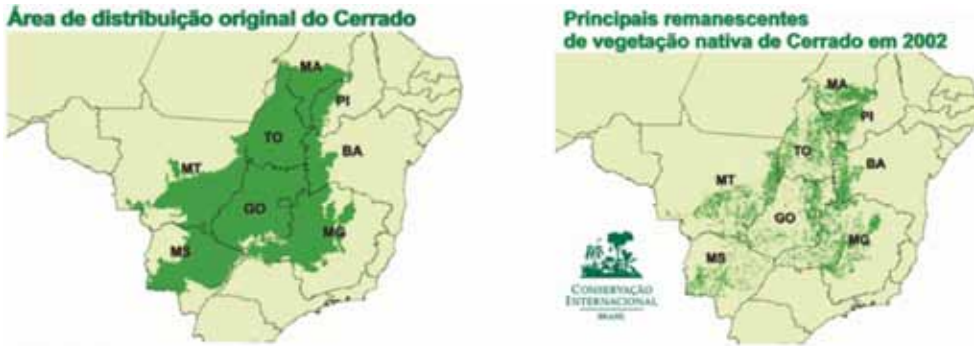 Área de distribuição original do Cerrado
MA
PI
TO
BA
MT
GO
MG
MS
Principais remanescentes
de vegetação nativa de Cerrado em 2002
MA
PI
TO
BA
MT
GO
MG
MS
CONSERVAÇÃO
INTERNACIONAL
BRASIL